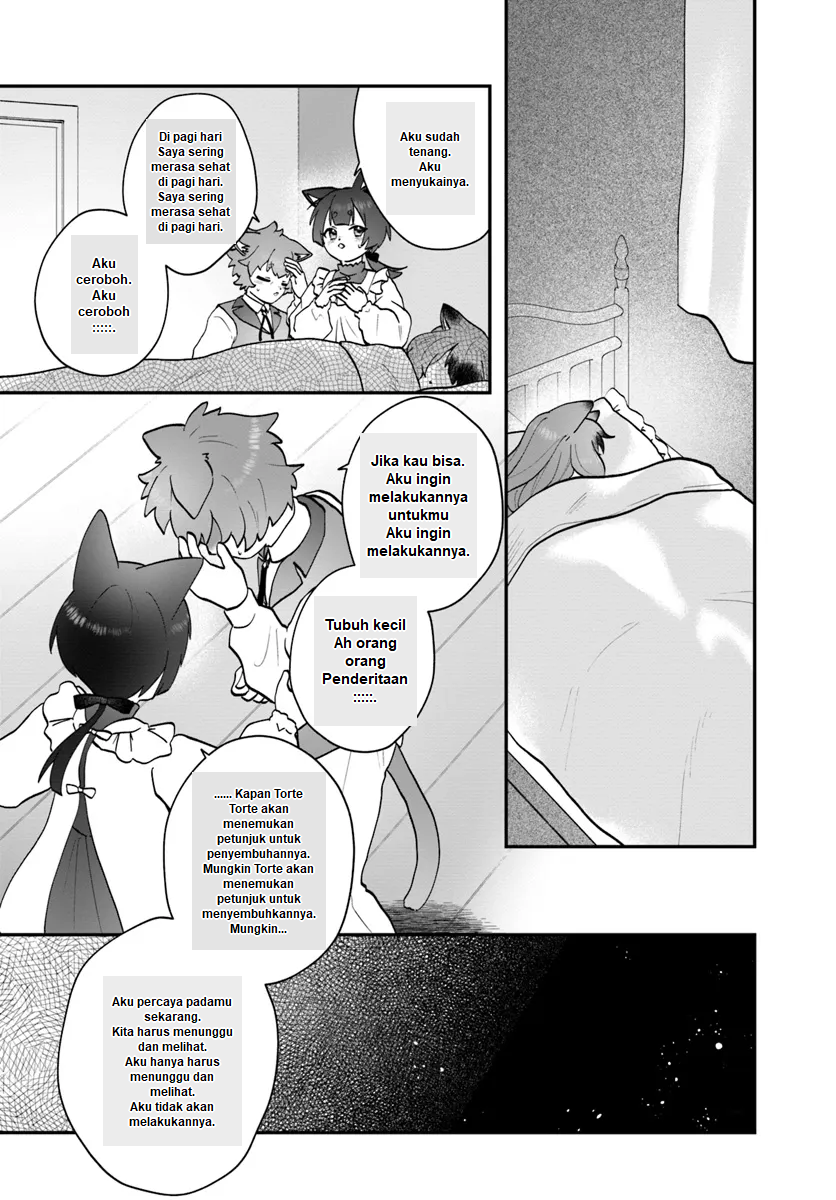 Aku sudah
tenang.
Aku
menyukainya.
Di pagi hari
Saya sering
merasa sehat
di pagi hari.
Saya sering
merasa sehat
di pagi hari.
Aku
ceroboh.
Aku
ceroboh
:::::.
Jika kau bisa.
Aku ingin
melakukannya
untukmu
Aku ingin
melakukannya.
Tubuh kecil
Ah orang
orang
Penderitaan
:::::.
...... Kapan Torte
Torte akan
menemukan
petunjuk untuk
penyembuhannya.
Mungkin Torte akan
menemukan
petunjuk untuk
menyembuhkannya.
Mungkin...
Aku percaya padamu
sekarang.
Kita harus menunggu
dan melihat.
Aku hanya harus
menunggu dan
melihat.
Aku tidak akan
melakukannya.